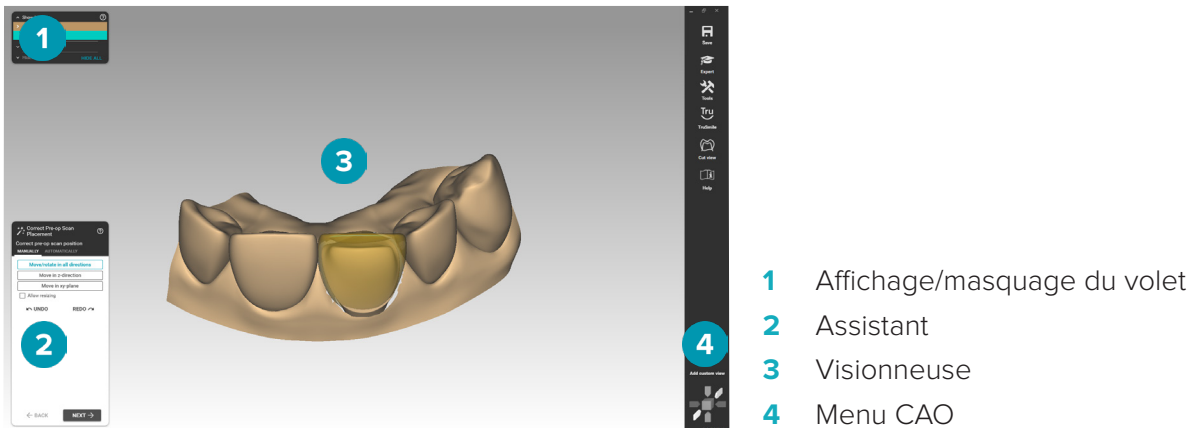 Show
1
HIDE ALL
Save
Expert
Tools
Tru
TruSmile
Cut view
Help
3
Correct Pre-op Scan
Placement
Correct pre-op scan position
MANUALLY AUTOMATICALLY
Move/rotate in all directions
Move in z-direction
Move in xy-plane
Allow resizing
UNDO REDO
2
BACK NEXT
4
Add custom view
1 Affichage/masquage du volet
2 Assistant
3 Visionneuse
4 Menu CAO